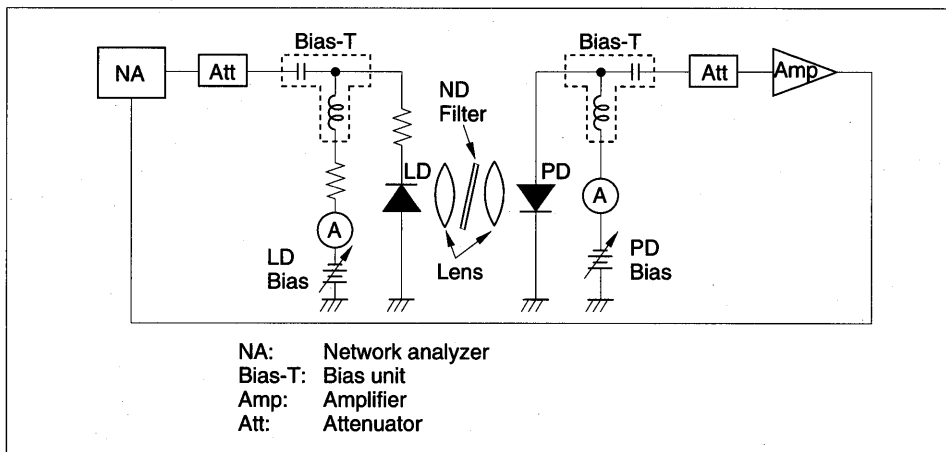 Bias-T
Bias-T
NA
Att
Att
Amp
ND
Filter
LD
PD
A
A
LD
Bias
Lens
PD
Bias
NA: Network analyzer
Bias-T: Bias unit
Amp: Amplifier
Att: Attenuator